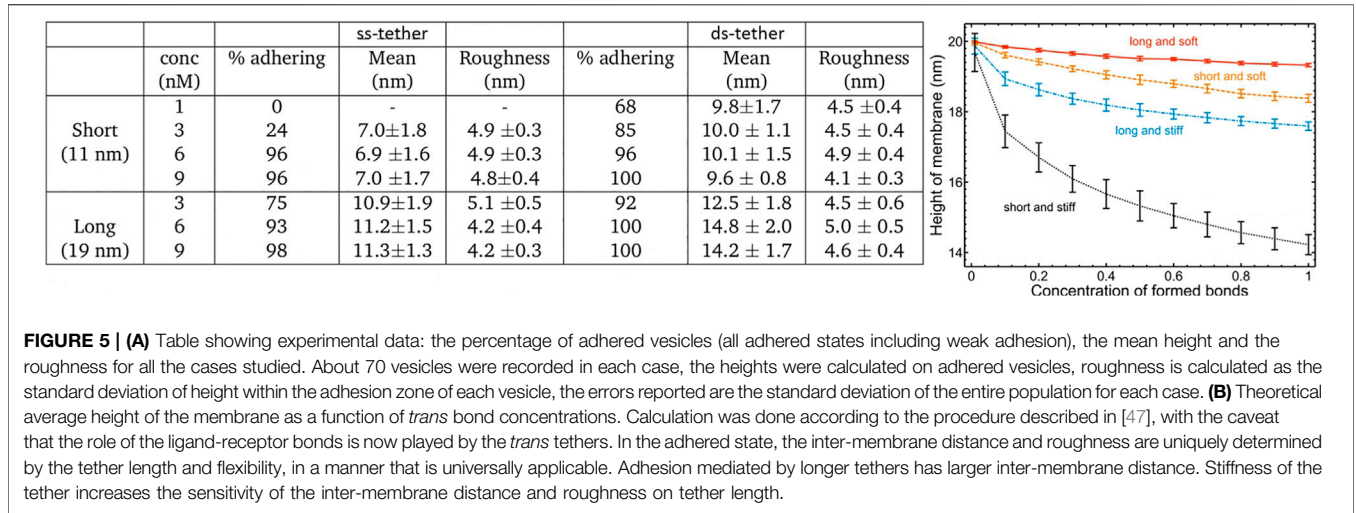 ss-tether ds-tether
conc % adhering Mean Roughness % adhering Mean Roughness
(nM) (nm) (nm) (nm) (nm)
1 0 - - 68 9.8±1.7 4.5 ±0.4
Short 3 24 7.0±1.8 4.9 ±0.3 85 10.0 ± 1.1 4.5 ± 0.4
(11 nm) 6 96 6.9 ±1.6 4.9 ±0.3 96 10.1 ± 1.5 4.9 ± 0.4
9 96 7.0 ±1.7 4.8±0.4 100 9.6 ± 0.8 4.1 ± 0.3
3 75 10.9±1.9 5.1 ±0.5 92 12.5 ± 1.8 4.5 ± 0.6
Long 6 93 11.2±1.5 4.2 ±0.4 100 14.8 ± 2.0 5.0 ± 0.5
(19 nm) 9 98 11.3±1.3 4.2 ±0.3 100 14.2 ± 1.7 4.6 ± 0.4
Height of membrane (nm)
20
18
16
14
long and soft
short and soft
long and stiff
short and stiff
0 0.2 0.4 0.6 0.8 1
Concentration of formed bonds
FIGURE 5 | (A) Table showing experimental data: the percentage of adhered vesicles (all adhered states including weak adhesion), the mean height and the
roughness for all the cases studied. About 70 vesicles were recorded in each case, the heights were calculated on adhered vesicles, roughness is calculated as the
standard deviation of height within the adhesion zone of each vesicle, the errors reported are the standard deviation of the entire population for each case. (B) Theoretical
average height of the membrane as a function of trans bond concentrations. Calculation was done according to the procedure described in [47], with the caveat
that the role of the ligand-receptor bonds is now played by the trans tethers. In the adhered state, the inter-membrane distance and roughness are uniquely determined
by the tether length and flexibility, in a manner that is universally applicable. Adhesion mediated by longer tethers has larger inter-membrane distance. Stiffness of the
tether increases the sensitivity of the inter-membrane distance and roughness on tether length.